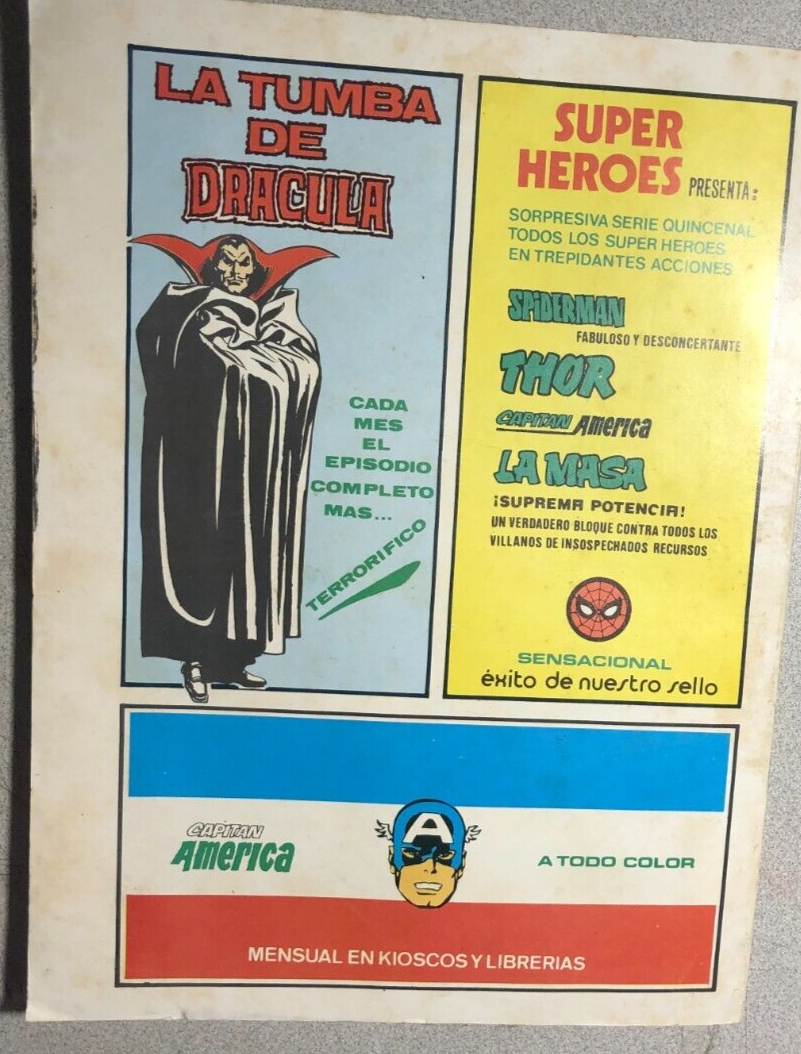 LA TUMBA
DE
DRACULA
CADA
MES
EL
EPISODIO
COMPLETO
MAS...
TERRORIFICO
SUPER
HEROES PRESENTA:
SORPRESIVA SERIE QUINCENAL
TODOS LOS SUPER HEROES
EN TREPIDANTES ACCIONES
SPIDERMAN
FABULOSO Y DESCONCERTANTE
THOR
CAPITAN AMERICA
LA MASA
¡SUPREMA POTENCIA!
UN VERDADERO BLOQUE CONTRA TODOS LOS
VILLANOS DE INSOSPECHADOS RECURSOS
SENSACIONAL
éxito de nuestro sello
CAPITAN
AMERICA
A
A TODO COLOR
MENSUAL EN KIOSCOS Y LIBRERIAS